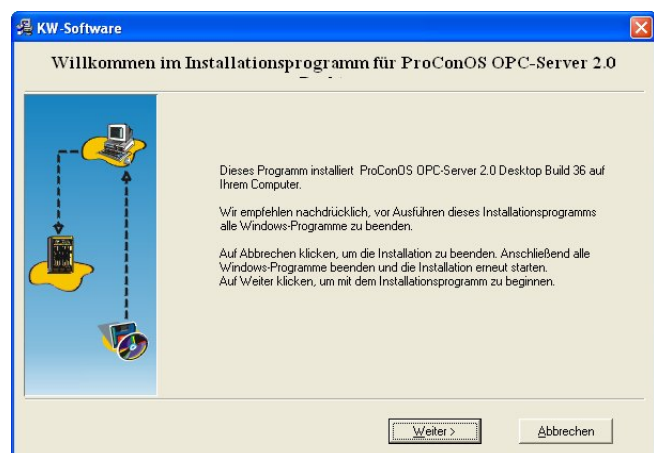 KW-Software
Willkommen im Installationsprogramm für ProConOS OPC-Server 2.0
Dieses Programm installiert ProConOS OPC-Server 2.0 Desktop Build 36 auf
Ihrem Computer.
Wir empfehlen nachdrücklich, vor Ausführen dieses Installationsprogramms
alle Windows-Programme zu beenden.
Auf Abbrechen klicken, um die Installation zu beenden. Anschließend alle
Windows-Programme beenden und die Installation erneut starten.
Auf Weiter klicken, um mit dem Installationsprogramm zu beginnen.
Weiter >
Abbrechen